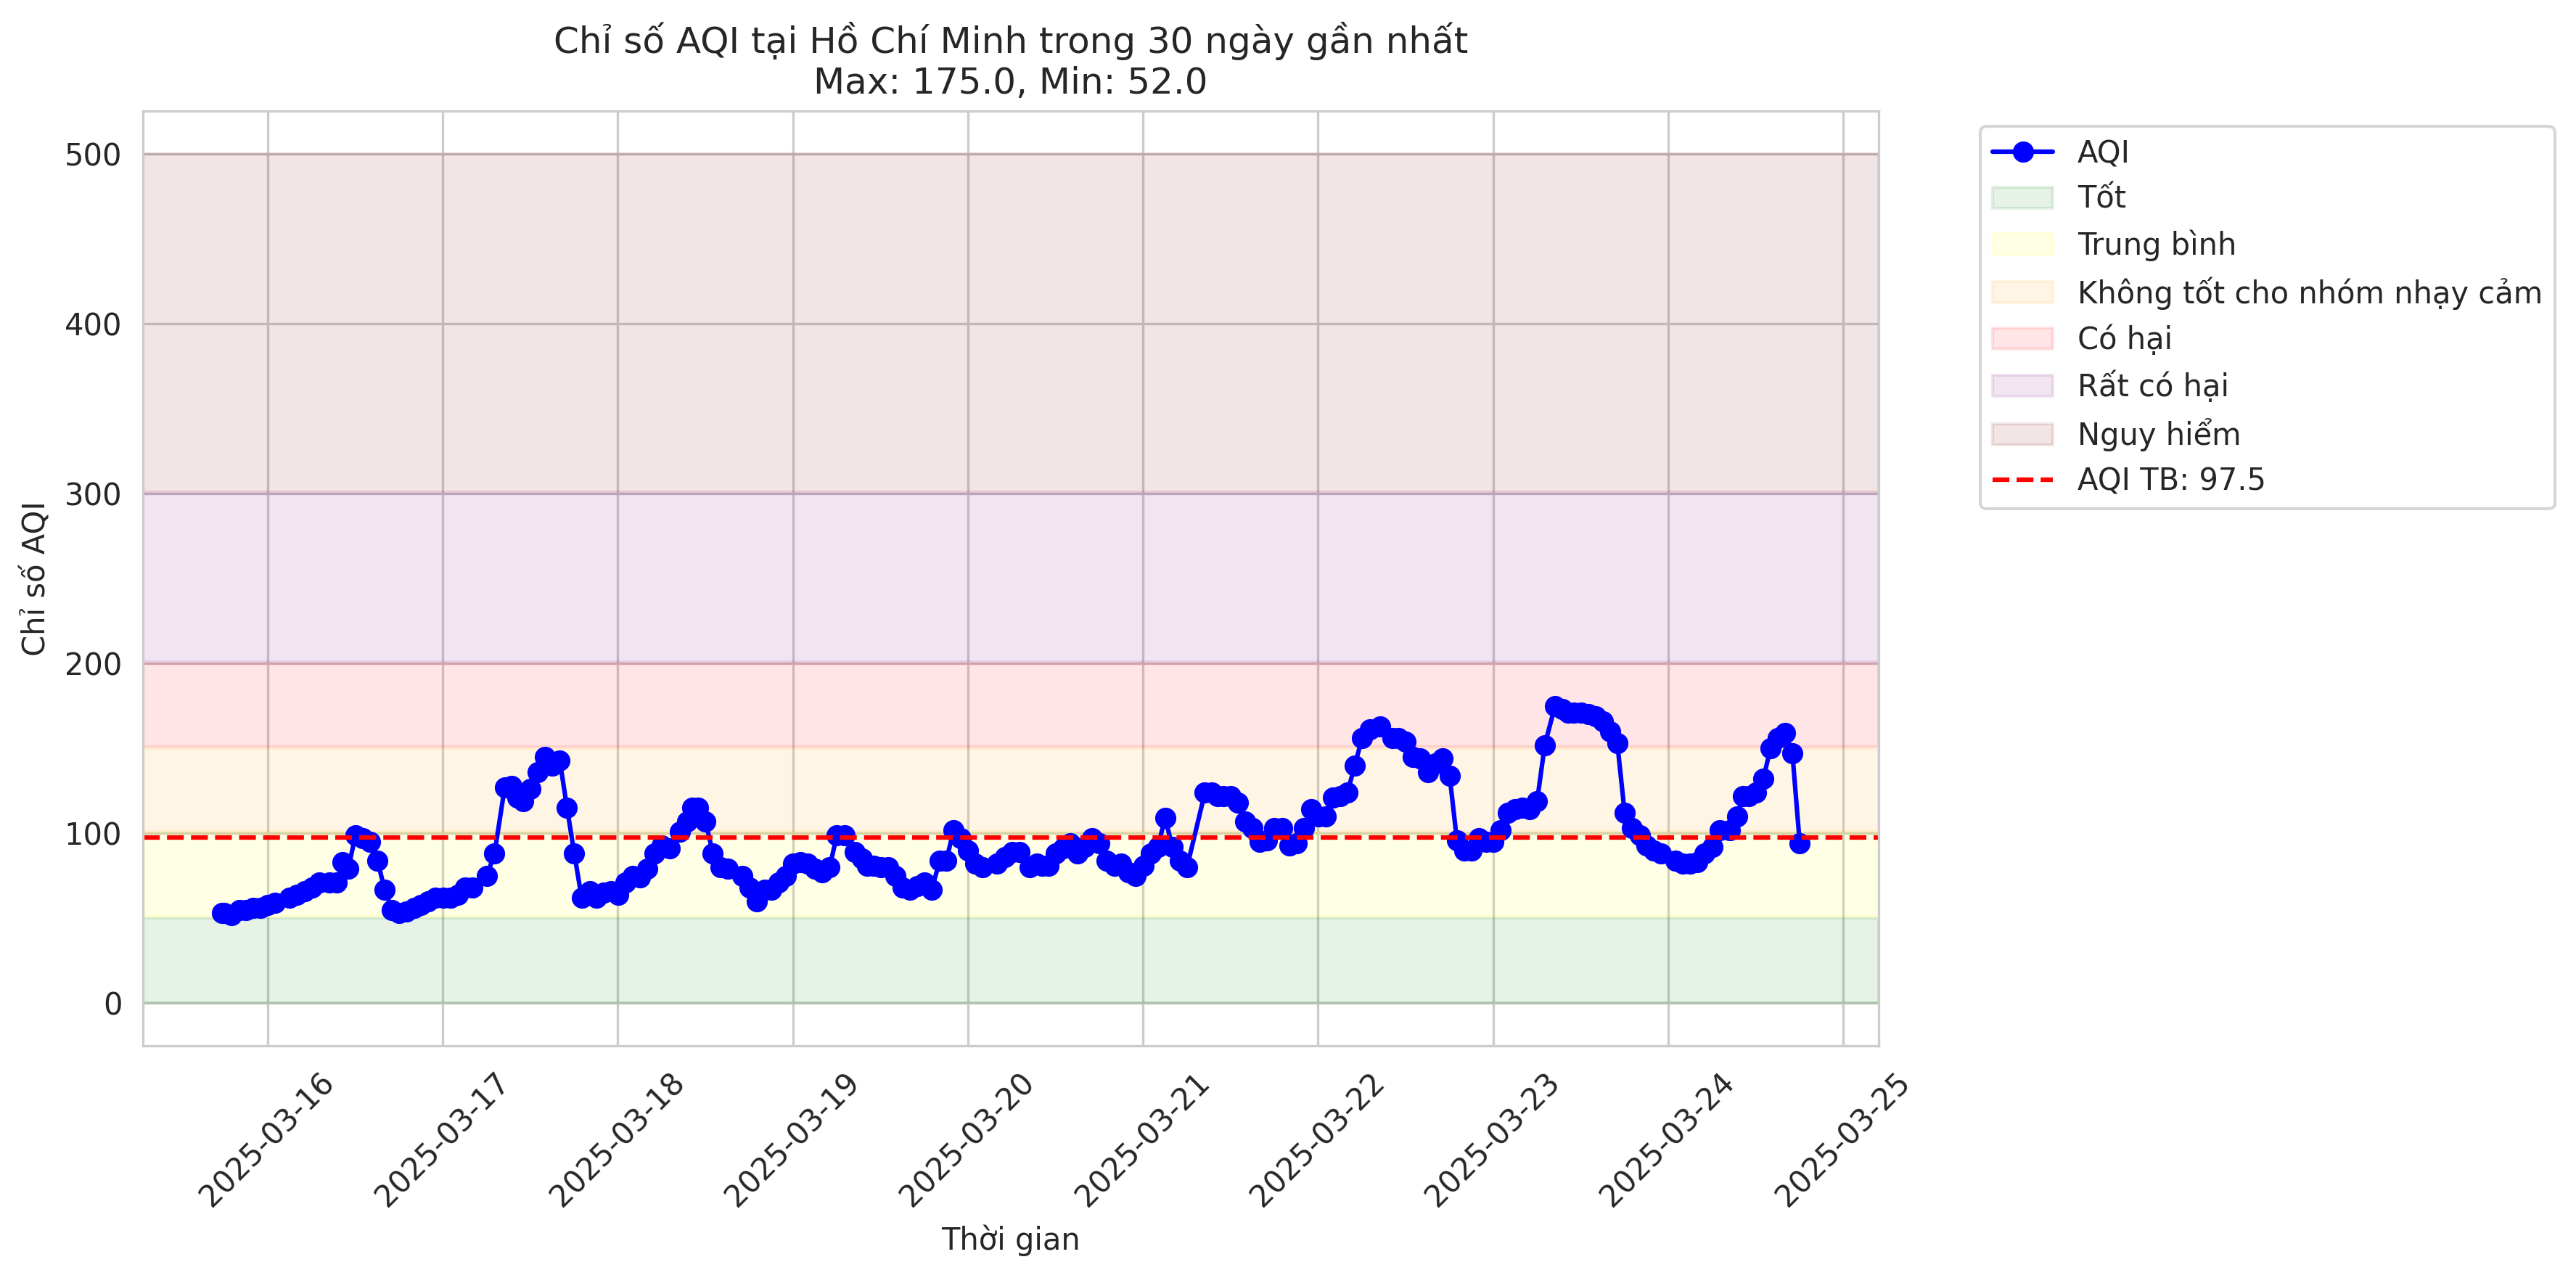 Chỉ số AQI tại Hồ Chí Minh trong 30 ngày gần nhất
Max: 175.0, Min: 52.0
Chỉ số AQI
500
400
300
200
100
0
2025-03-16
2025-03-17
2025-03-18
2025-03-19
2025-03-20
2025-03-21
2025-03-22
2025-03-23
2025-03-24
2025-03-25
Thời gian
AQI
Tốt
Trung bình
Không tốt cho nhóm nhạy cảm
Có hại
Rất có hại
Nguy hiểm
AQI TB: 97.5